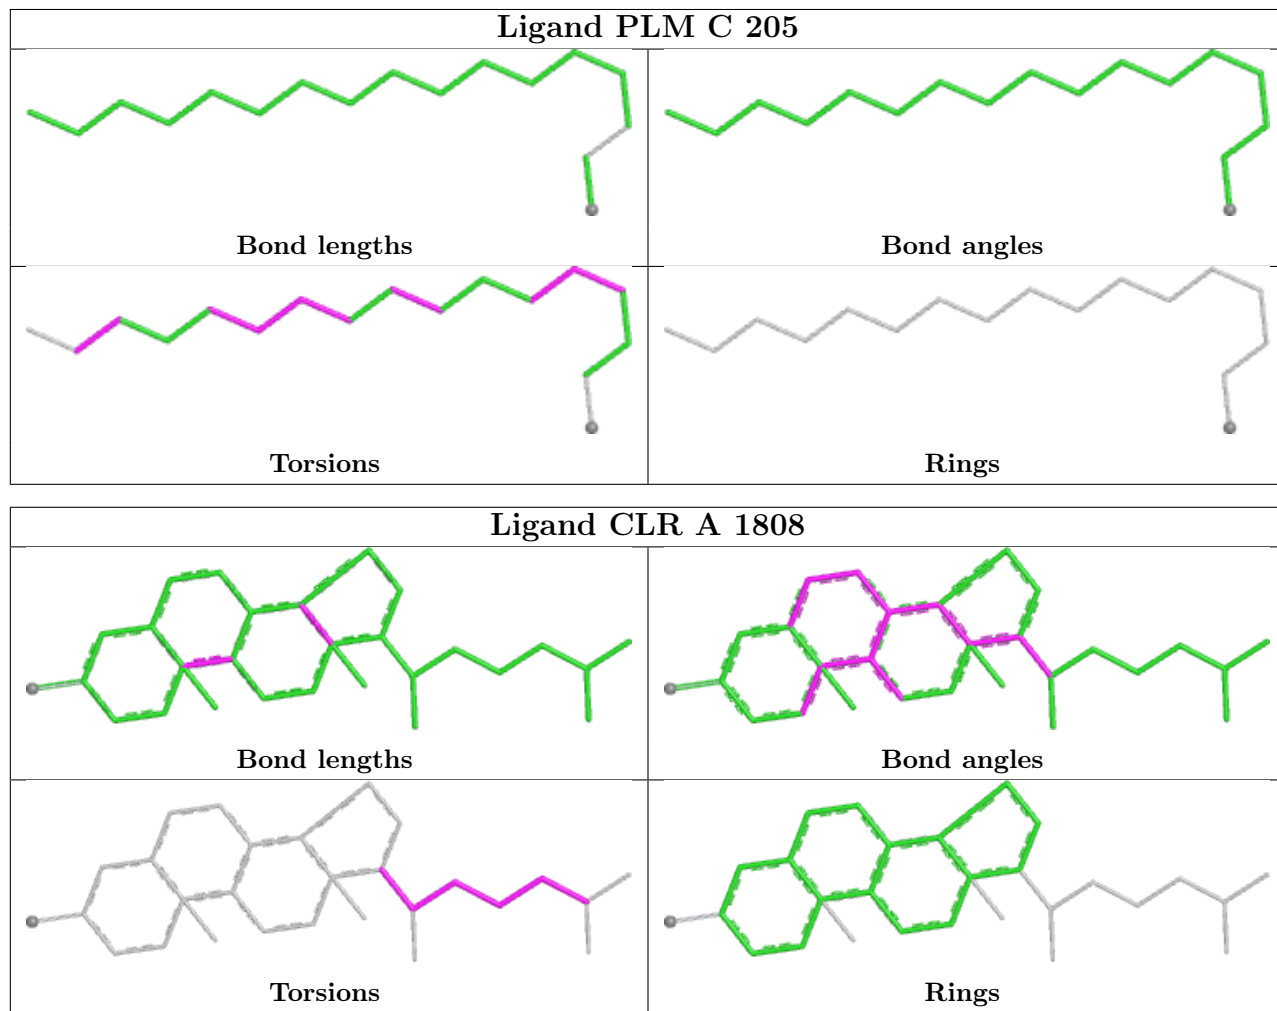 Ligand PLM C 205
Bond lengths
Bond angles
Torsions
Rings
Ligand CLR A 1808
Bond lengths
Bond angles
Torsions
Rings